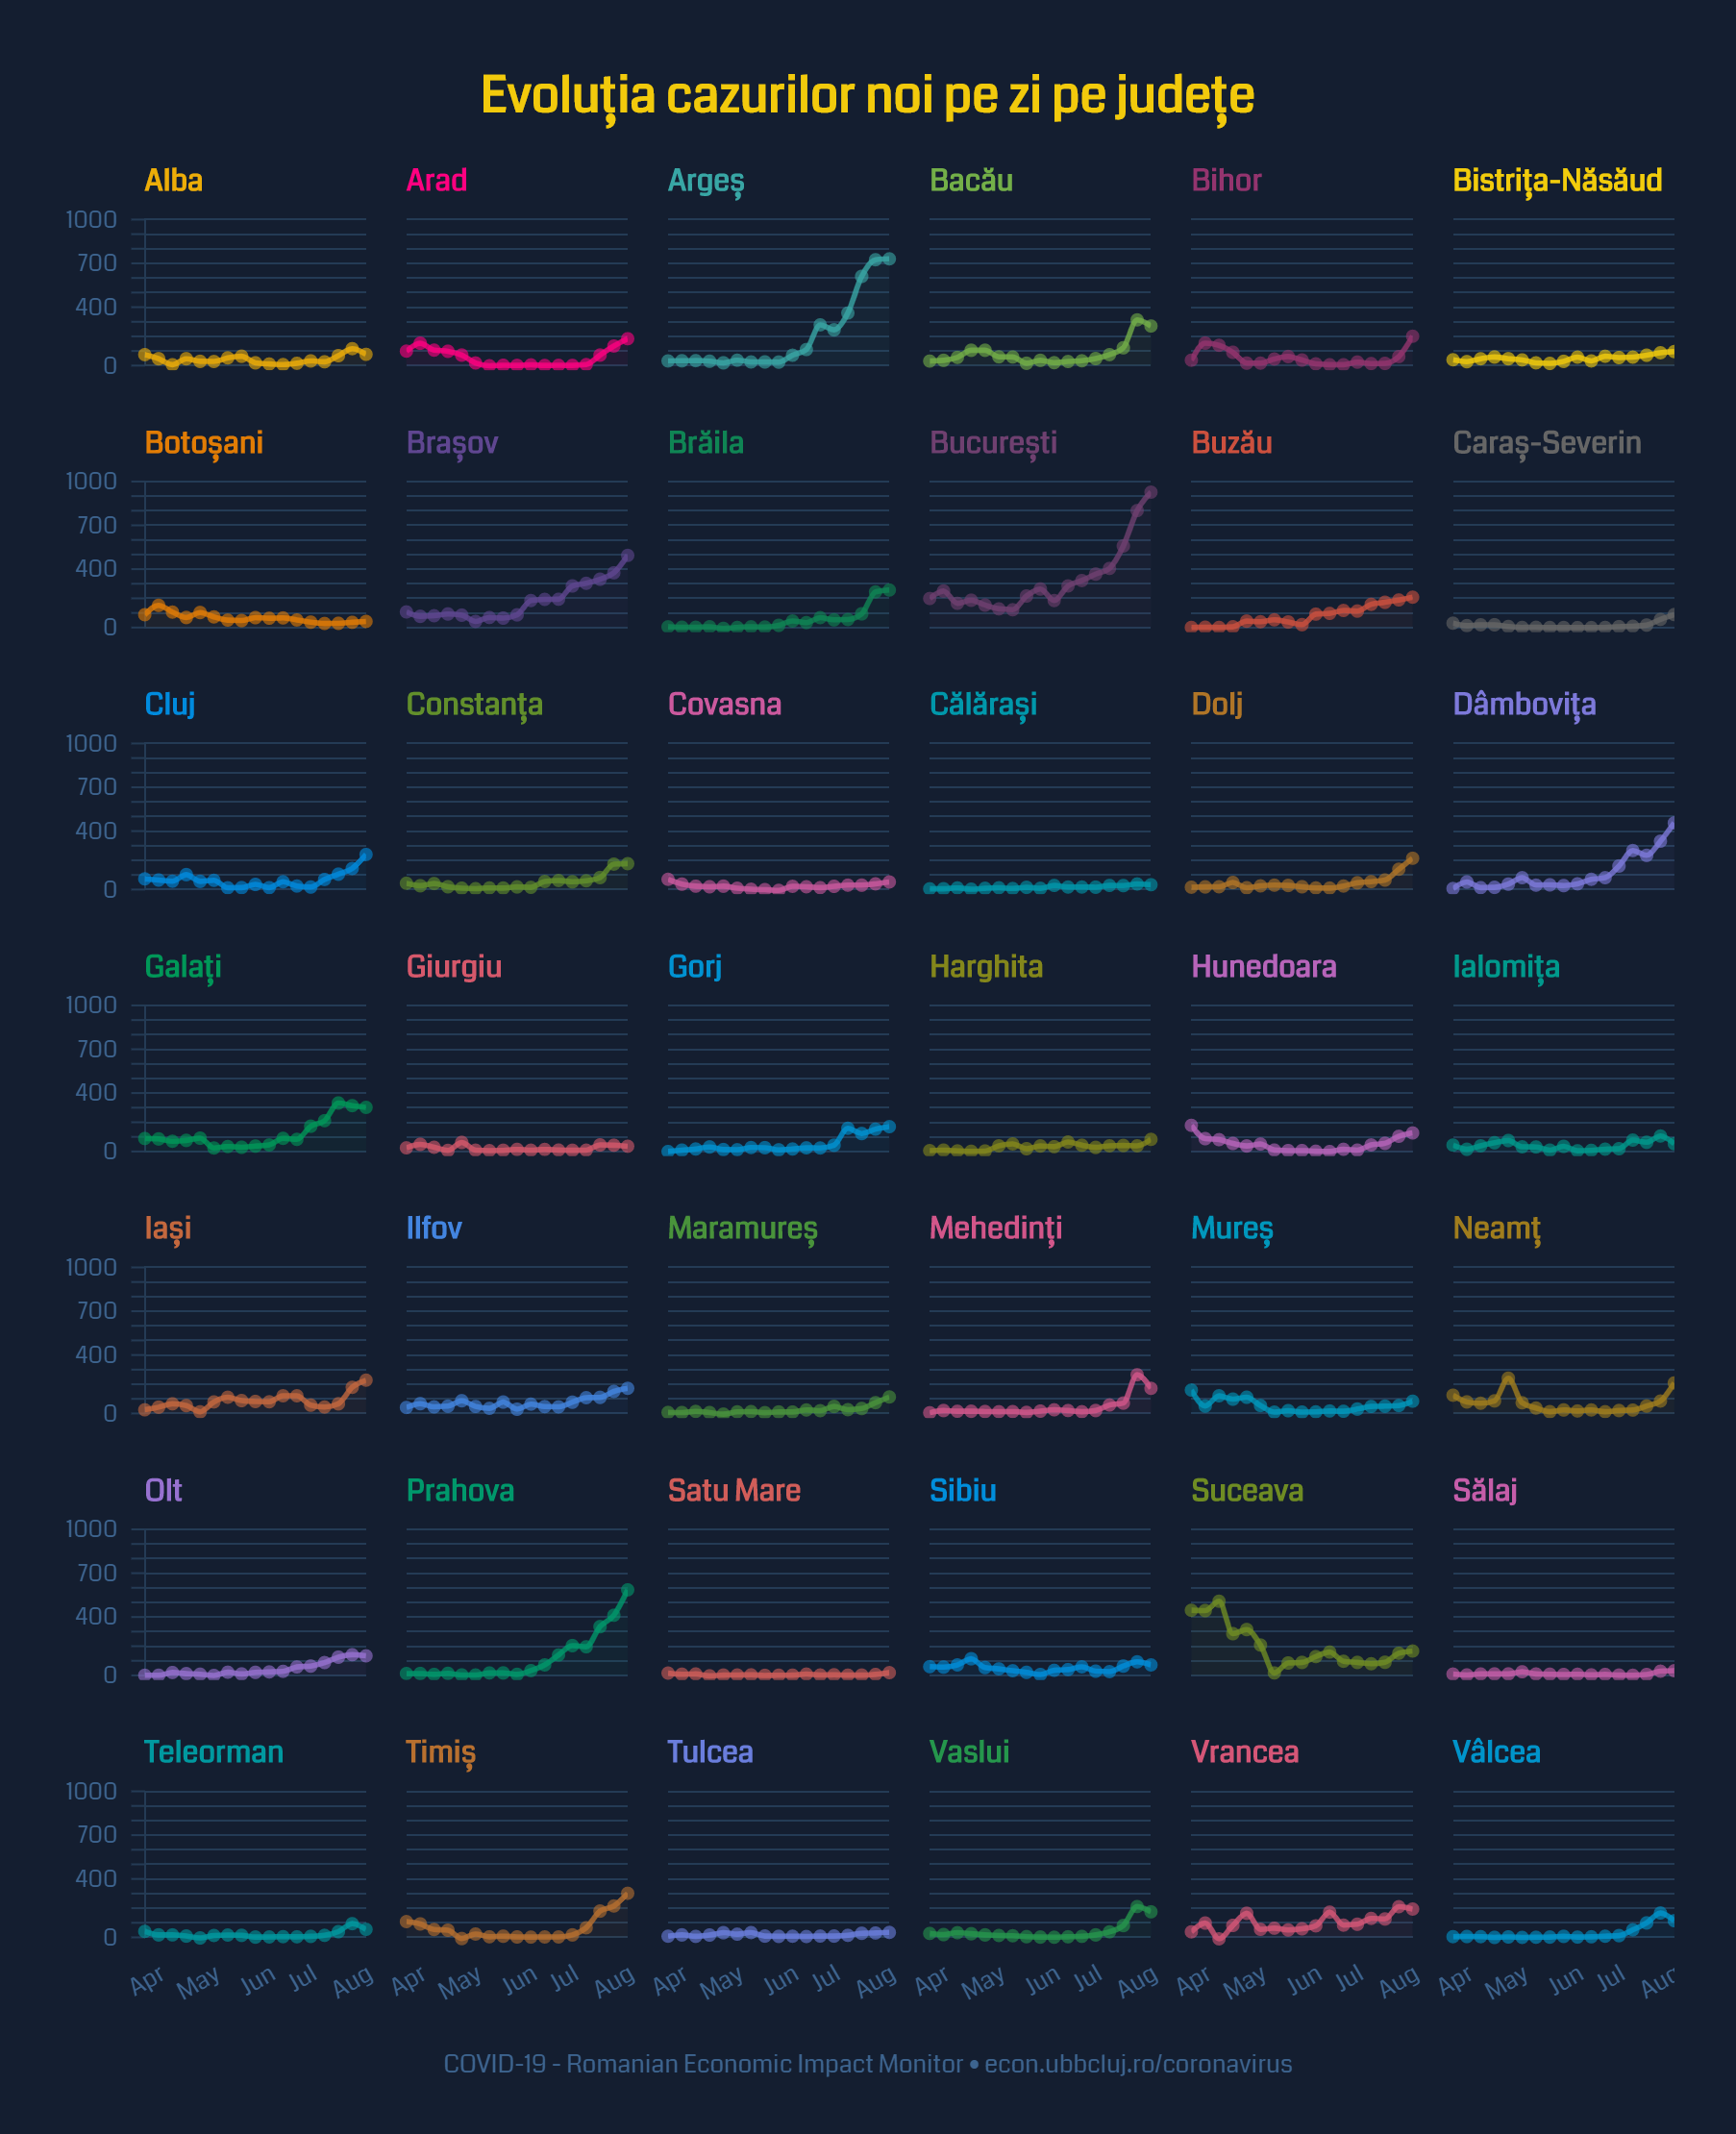 Evoluția cazurilor noi pe zi pe județe
Alba Arad Argeș Bacău Bihor Bistrița-Năsăud
1000
700
400
0
Botoșani Brașov Brăila București Buzău Caraș-Severin
1000
700
400
0
Cluj Constanța Covasna Călărași Dolj Dâmbovița
1000
700
400
0
Galați Giurgiu Gorj Harghita Hunedoara Ialomița
1000
700
400
0
Iași Ilfov Maramureș Mehedinți Mureș Neamț
1000
700
400
0
Olt Prahova Satu Mare Sibiu Suceava Sălaj
1000
700
400
0
Teleorman Timiș Tulcea Vaslui Vrancea Vâlcea
1000
700
400
0
Apr May Jun Jul Aug Apr May Jun Jul Aug Apr May Jun Jul Aug Apr May Jun Jul Aug Apr May Jun Jul Aug Apr May Jun Jul Aug
COVID-19 - Romanian Economic Impact Monitor • econ.ubbcluj.ro/coronavirus